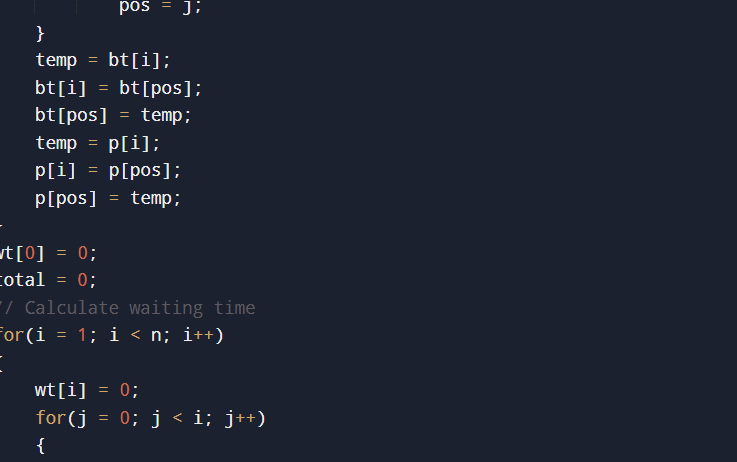 pos = j;
}
temp = bt[i];
bt[i] = bt[pos];
bt[pos] = temp;
temp = p[i];
p[i] = p[pos];
p[pos] = temp;
wt[0] = 0;
total = 0;
// Calculate waiting time
for(i = 1; i < n; i++)
{
wt[i] = 0;
for(j = 0; j < i; j++)
{